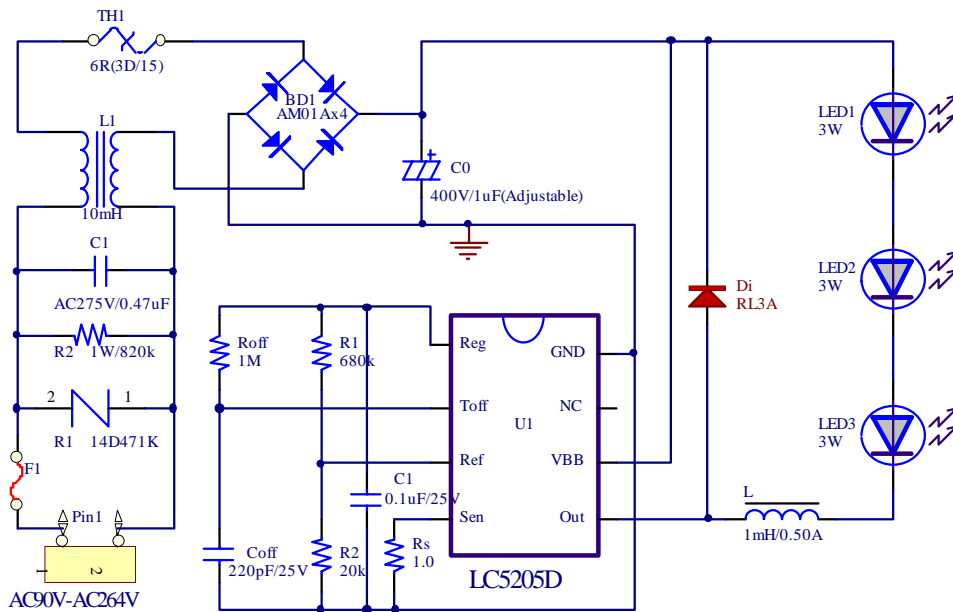 TH1
6R(3D/15)
BD1
AM01Ax4
L1
10mH
C0
400V/1uF(Adjustable)
LED1
3W
C1
AC275V/0.47uF
LED2
3W
Di
RL3A
R2 1W/820k
Roff
1M
R1
680k
Reg
GND
2 1
R1 14D471K
Toff
NC
U1
LED3
3W
F1
Ref
VBB
C1
0.1uF/25V
L
1mH/0.50A
Pin1
Sen
Out
Coff
220pF/25V
R2
20k
Rs
1.0
LC5205D
1 2
AC90V-AC264V